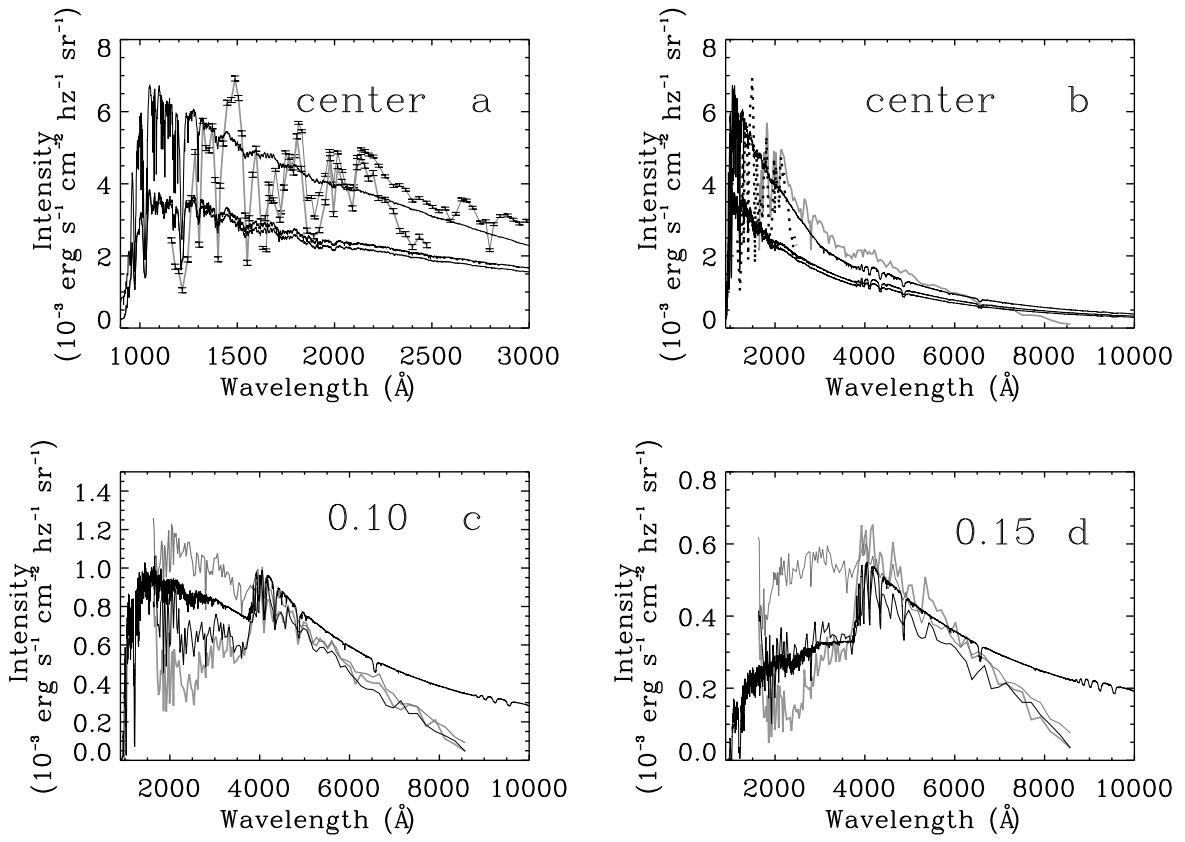 8
6
4
2
0
center a
1000 1500 2000 2500 3000
Wavelength (Å)
Intensity
(10⁻³ erg s⁻¹ cm⁻² hz⁻¹ sr⁻¹)
8
6
4
2
0
center b
2000 4000 6000 8000 10000
Wavelength (Å)
Intensity
(10⁻³ erg s⁻¹ cm⁻² hz⁻¹ sr⁻¹)
1.4
1.2
1.0
0.8
0.6
0.4
0.2
0.0
0.10 c
2000 4000 6000 8000 10000
Wavelength (Å)
Intensity
(10⁻³ erg s⁻¹ cm⁻² hz⁻¹ sr⁻¹)
0.8
0.6
0.4
0.2
0.0
0.15 d
2000 4000 6000 8000 10000
Wavelength (Å)
Intensity
(10⁻³ erg s⁻¹ cm⁻² hz⁻¹ sr⁻¹)